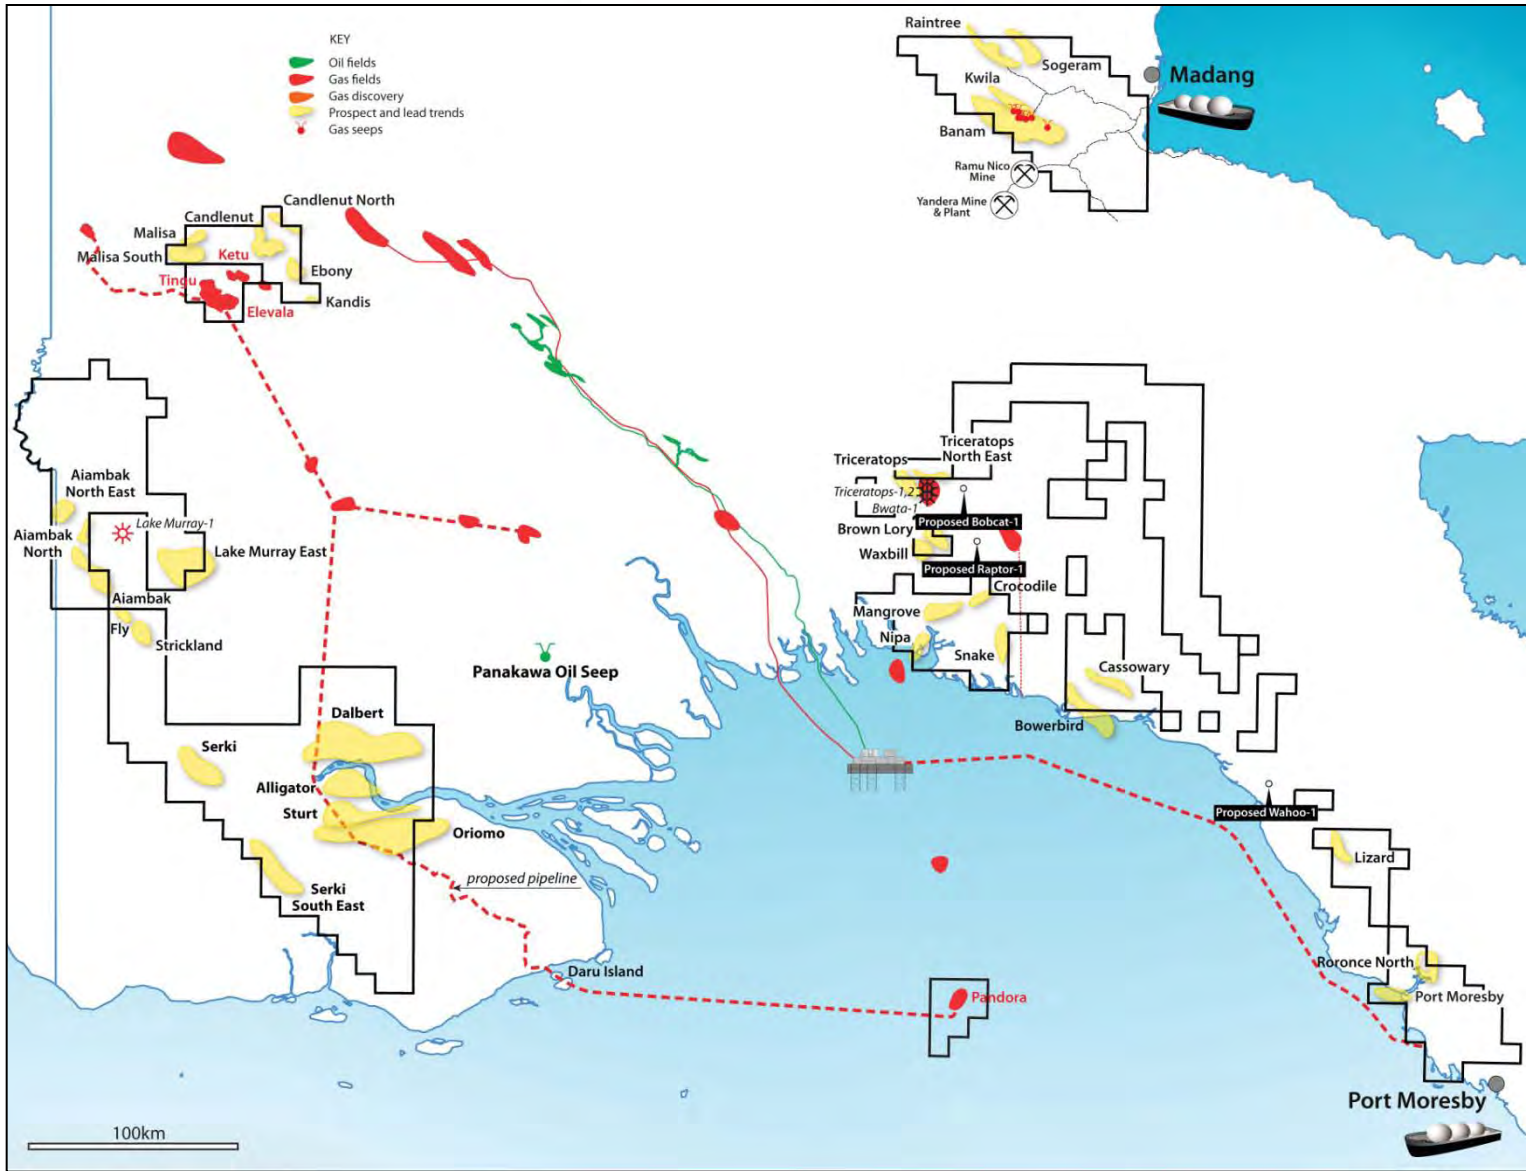 KEY
Oil fields
Gas fields
Gas discovery
Prospect and lead trends
Gas seeps
Raintree
Sogeram
Kwila
Banam
Madang
Ramu Nico
Mine
Yandera Mine
& Plant
Candlenut North
Candlenut
Malisa
Malisa South
Ketu
Tingu
Ebony
Kandis
Elevala
Aiambak
North East
Lake Murray-1
Aiambak
North
Lake Murray East
Aiambak
Fly
Strickland
Panakawa Oil Seep
Triceratops
North East
Triceratops
Triceratops-1,2
Bwata-1
Proposed Bobcat-1
Brown Lory
Waxbill
Proposed Raptor-1
Crocodile
Mangrove
Nipa
Snake
Cassowary
Bowerbird
Dalbert
Serki
Alligator
Sturt
Oriomo
Serki
South East
proposed pipeline
Daru Island
Pandora
Proposed Wahoo-1
Lizard
Roronce North
Port Moresby
Port Moresby
100km